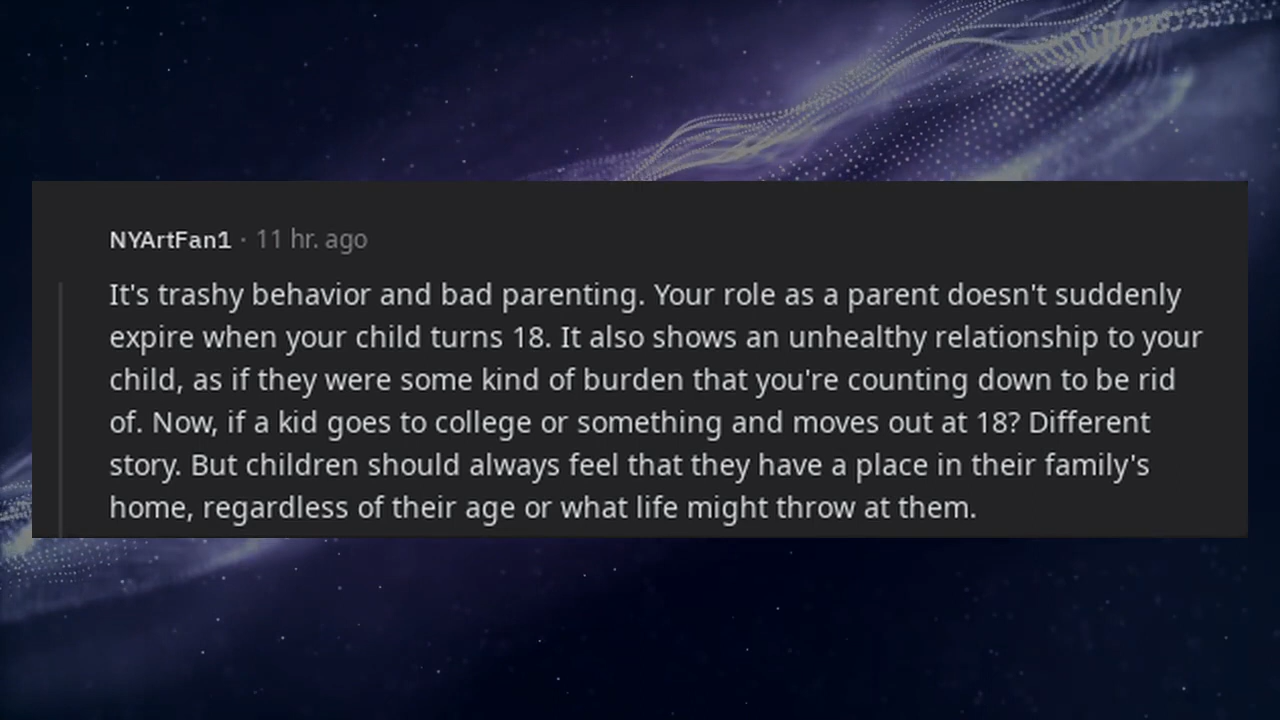 NYArtFan1 · 11 hr. ago
It's trashy behavior and bad parenting. Your role as a parent doesn't suddenly
expire when your child turns 18. It also shows an unhealthy relationship to your
child, as if they were some kind of burden that you're counting down to be rid
of. Now, if a kid goes to college or something and moves out at 18? Different
story. But children should always feel that they have a place in their family's
home, regardless of their age or what life might throw at them.